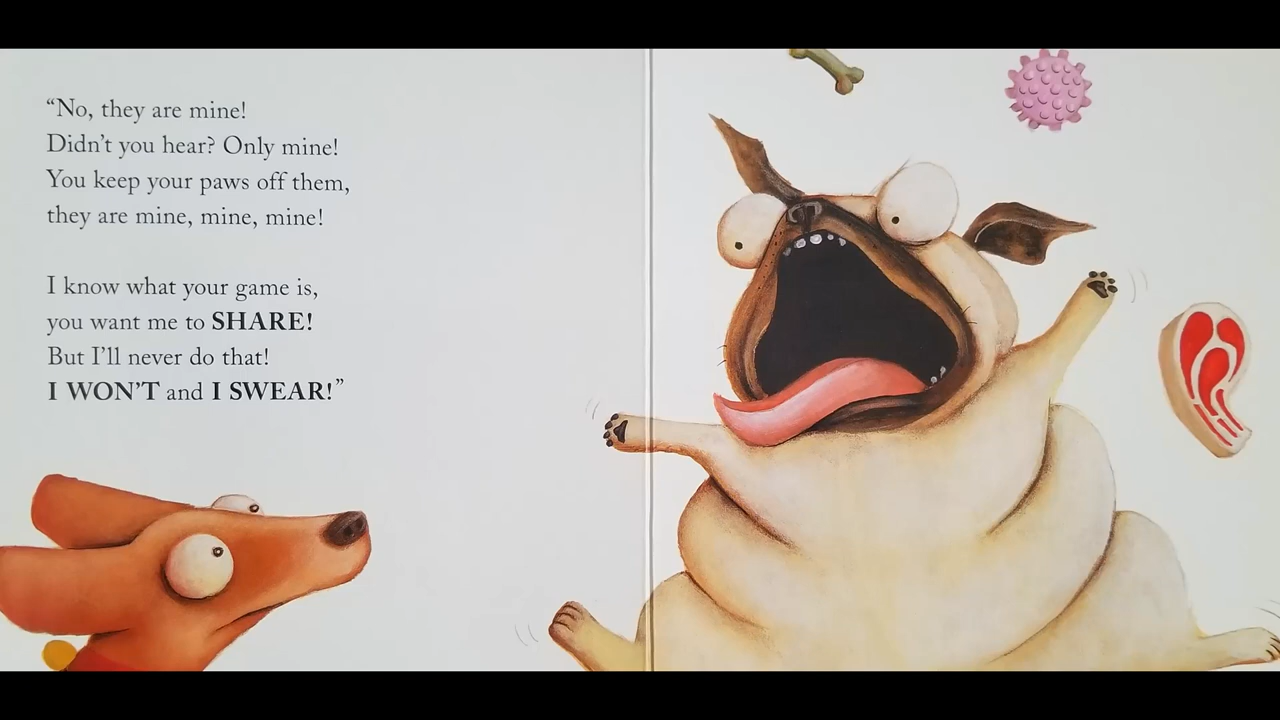 “No, they are mine!
Didn’t you hear? Only mine!
You keep your paws off them,
they are mine, mine, mine!
I know what your game is,
you want me to SHARE!
But I’ll never do that!
I WON’T and I SWEAR!”